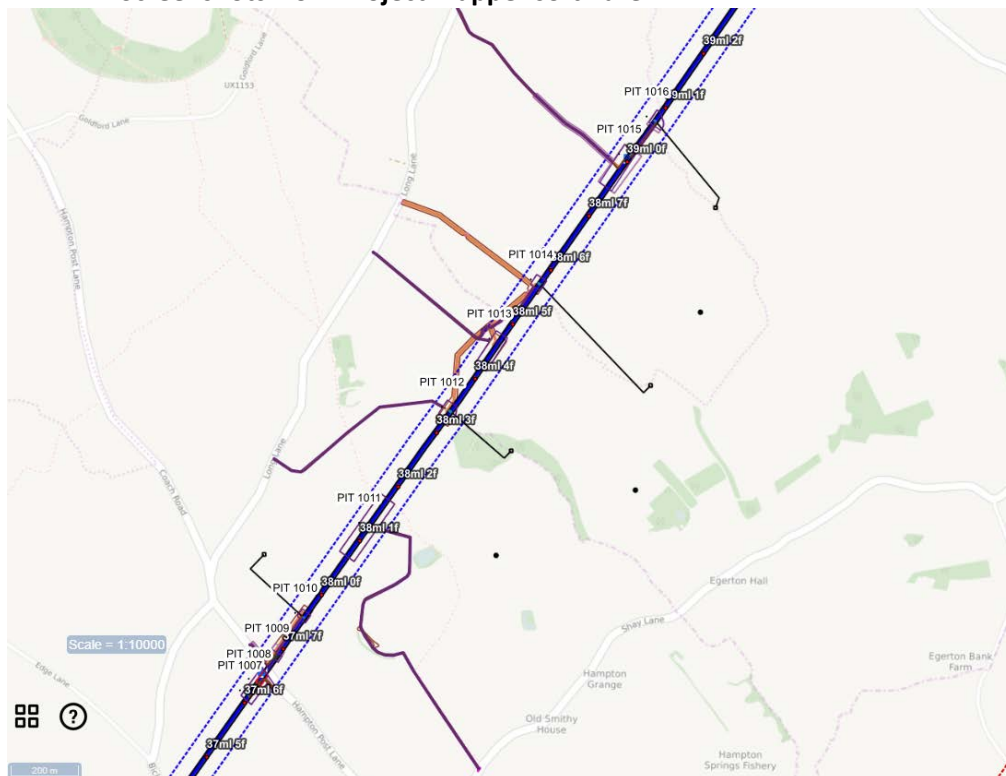 39ml 2f
Goldford Lane
UX1153
PIT 1016
9ml 1f
Goldford Lane
PIT 1015
39ml 0f
Long Lane
38ml 7f
Hampton Post Lane
PIT 1014
38ml 6f
PIT 1013
38ml 5f
38ml 4f
PIT 1012
38ml 3f
Long Lane
38ml 2f
Coach Road
PIT 1011
38ml 1f
38ml 0f
Egerton Hall
PIT 1010
Shay Lane
PIT 1009
37ml 7f
Scale = 1:10000
PIT 1008
Egerton Bank
Farm
PIT 1007
Edge Lane
Hampton
Grange
37ml 6f
?
Hampton Post Lane
Old Smithy
House
37ml 5f
Hampton
Springs Fishery
200 m